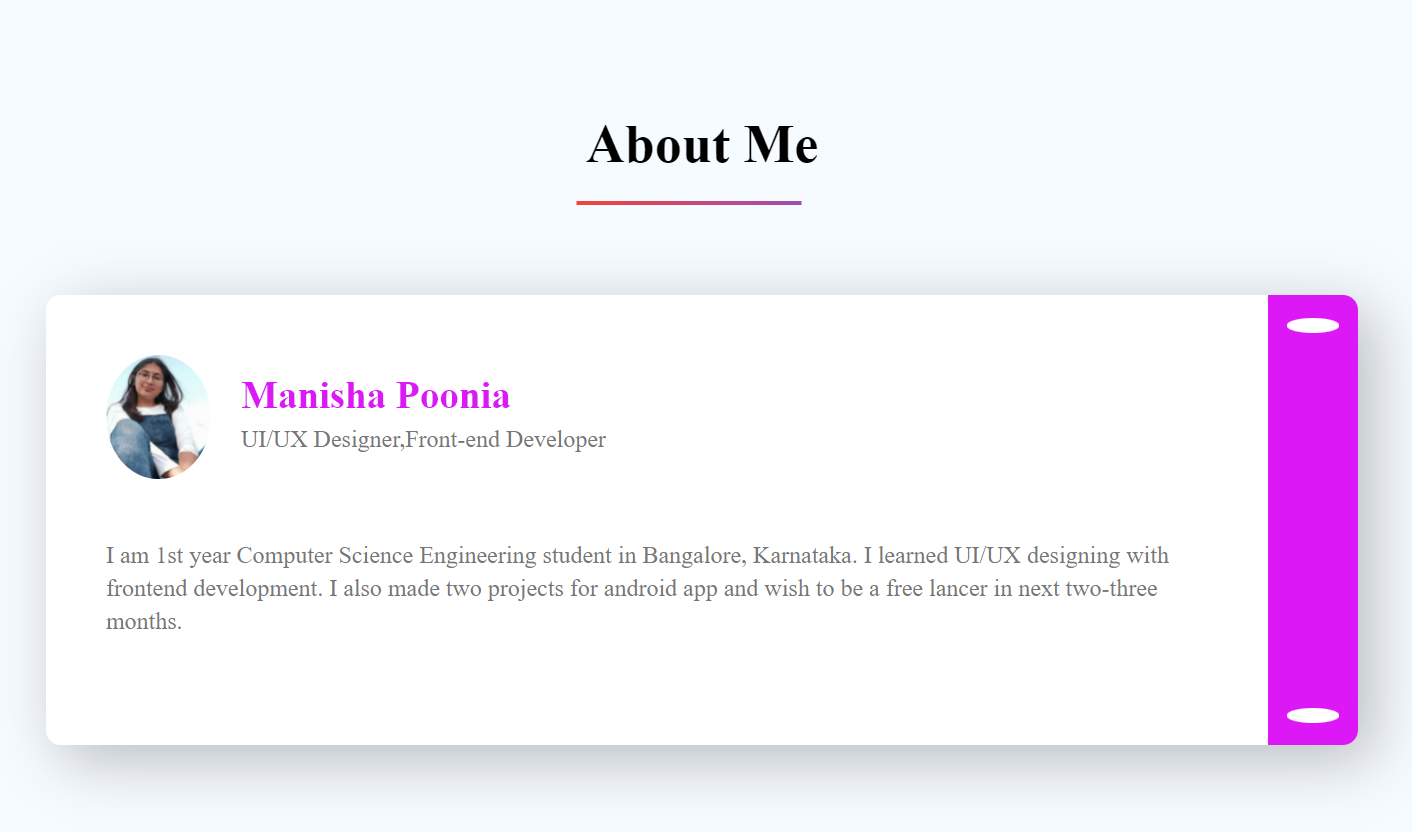 About Me
Manisha Poonia
UI/UX Designer,Front-end Developer
I am 1st year Computer Science Engineering student in Bangalore, Karnataka. I learned UI/UX designing with
frontend development. I also made two projects for android app and wish to be a free lancer in next two-three
months.